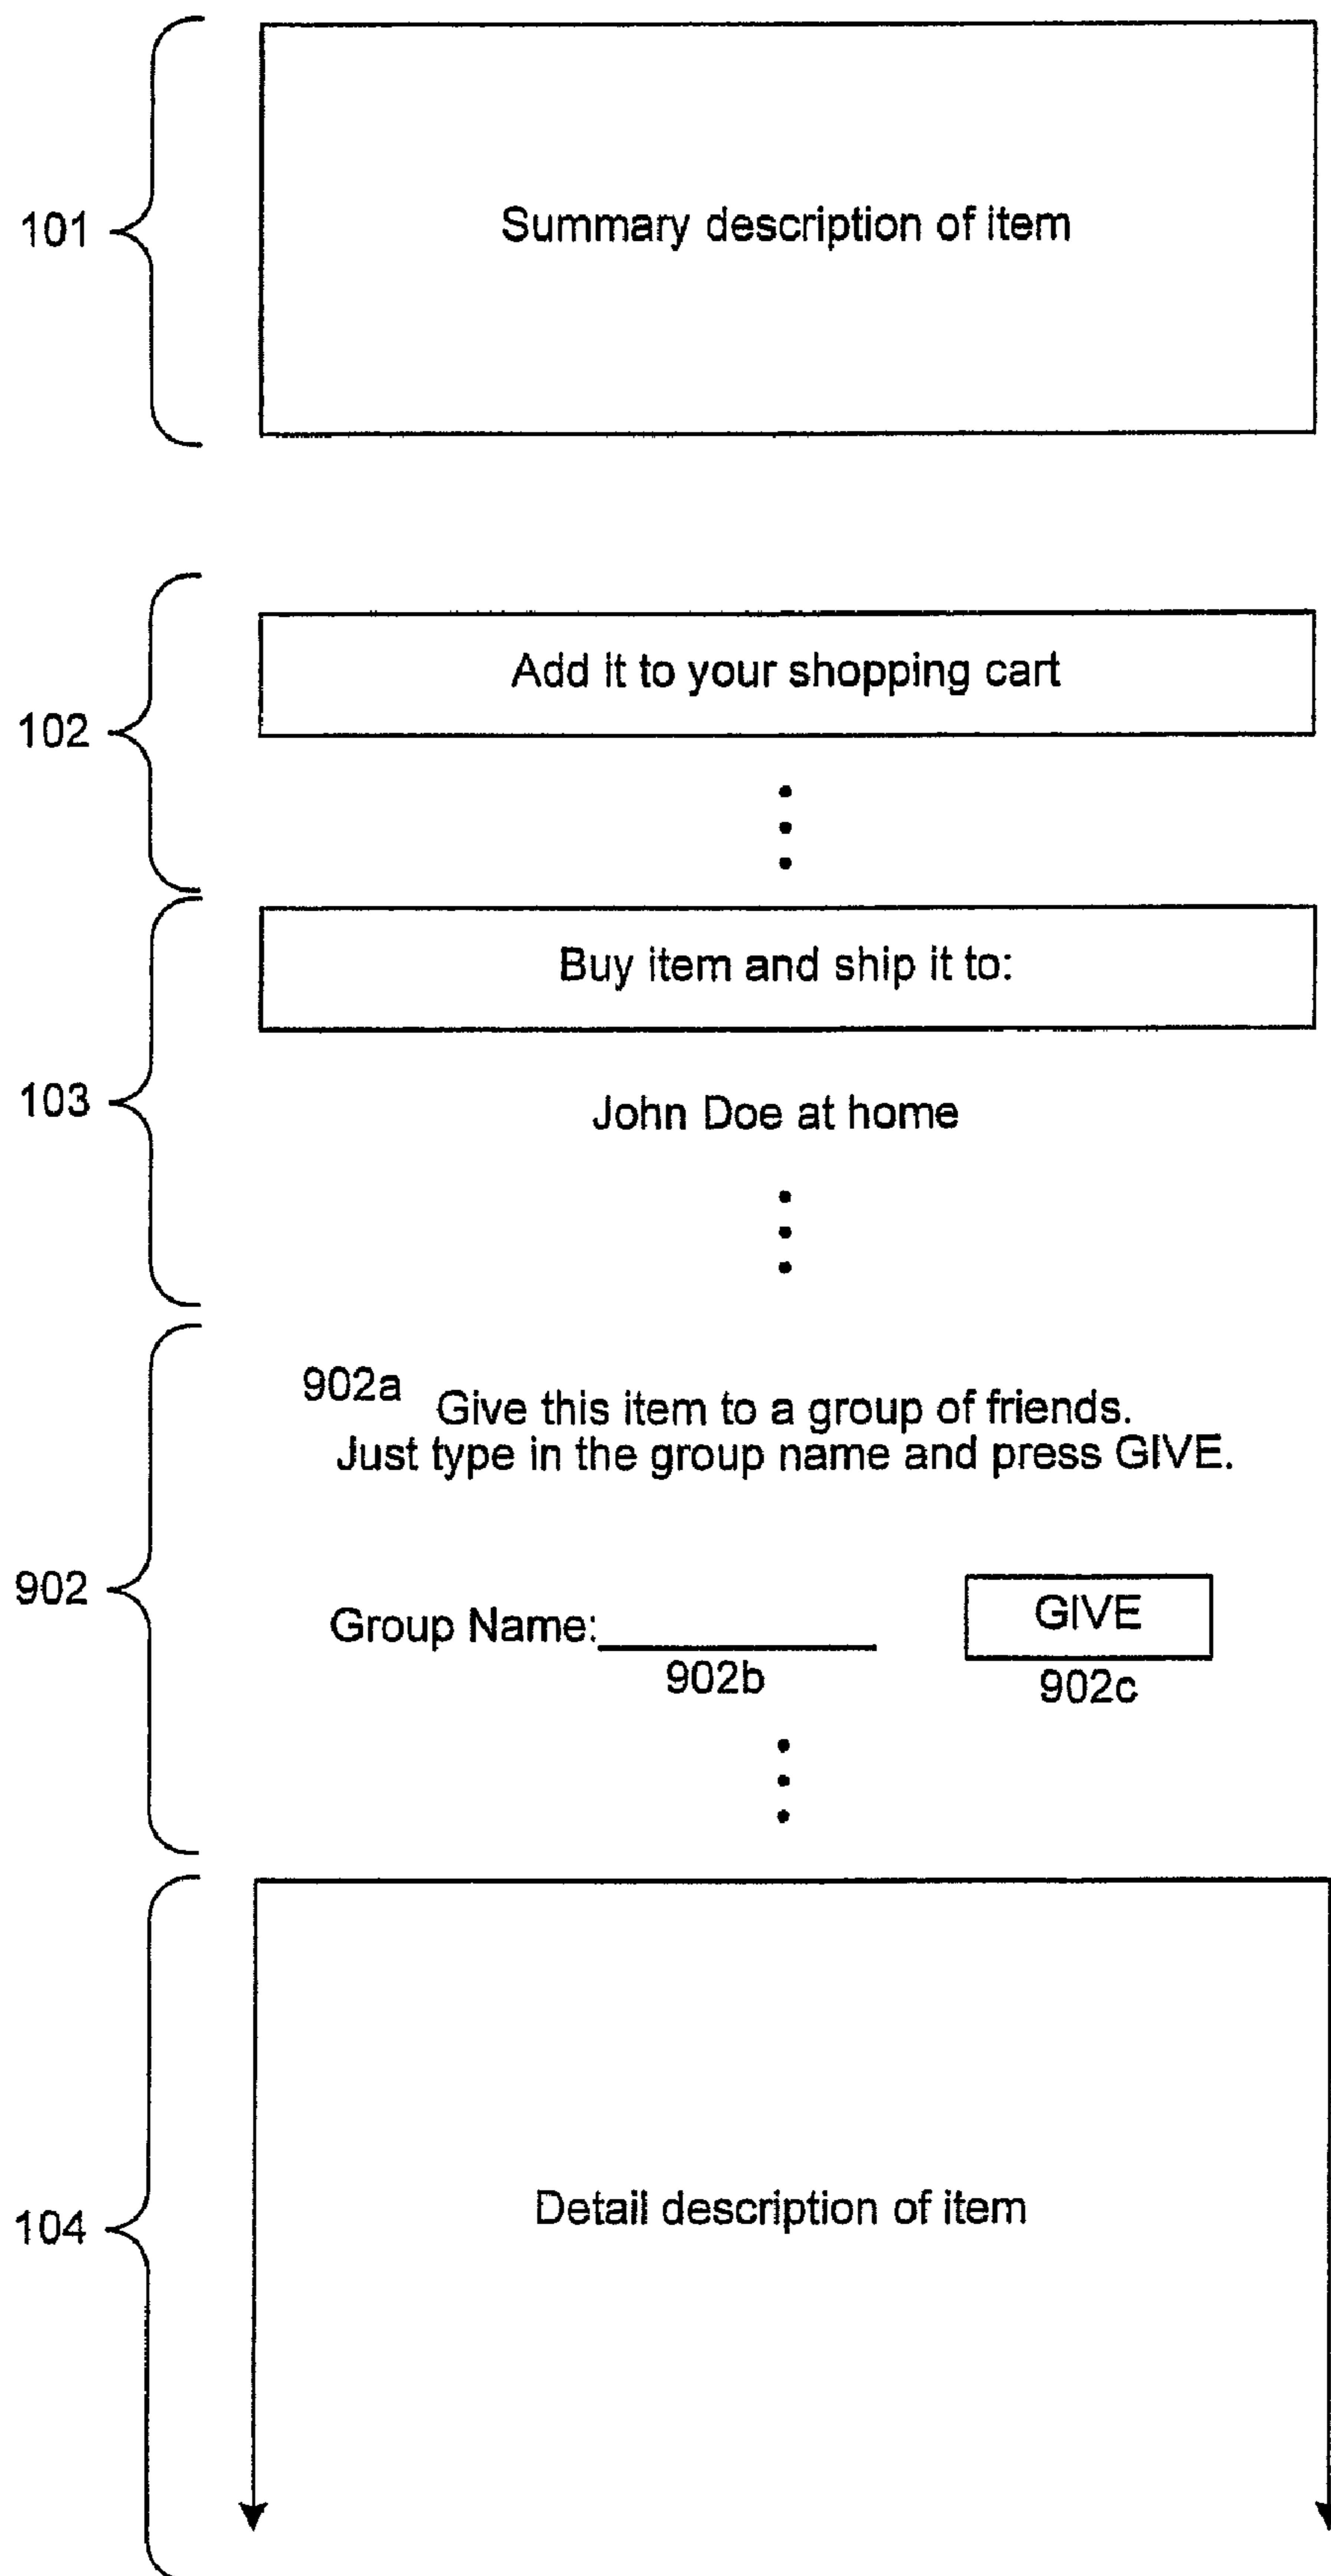 101
Summary description of item
102
Add it to your shopping cart
103
Buy item and ship it to:
John Doe at home
902
902a
Give this item to a group of friends.
Just type in the group name and press GIVE.
Group Name:
902b
GIVE
902c
104
Detail description of item